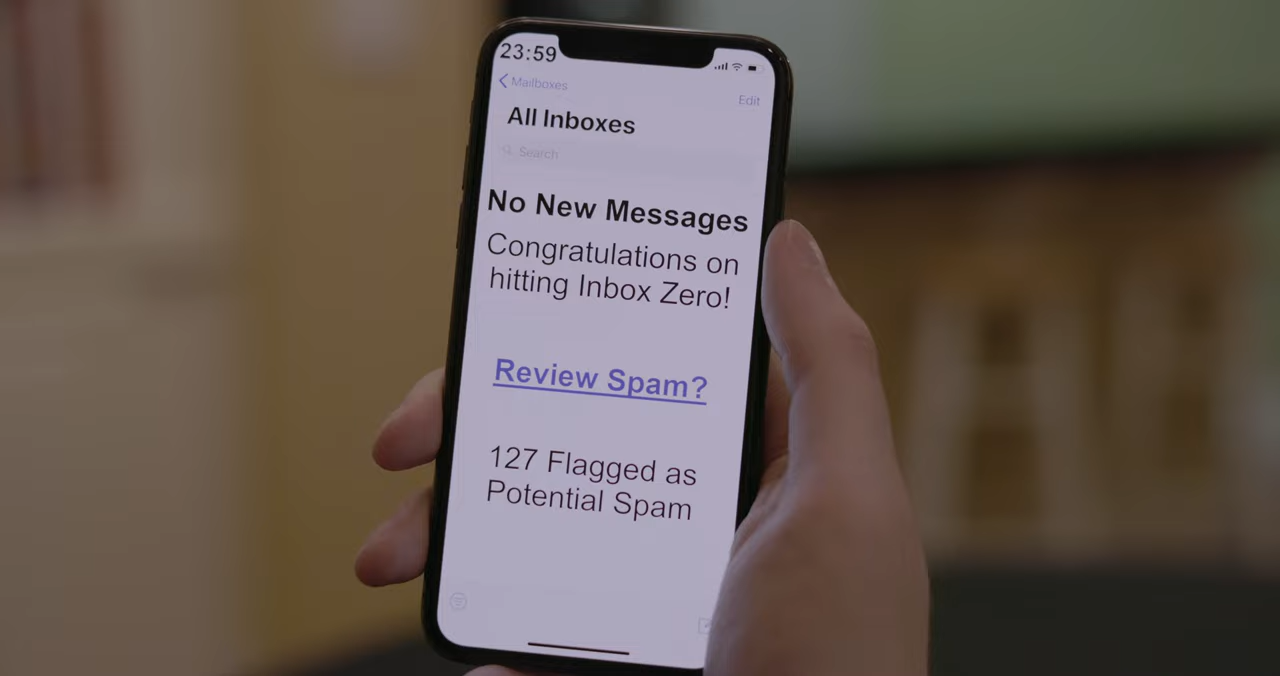 23:59
Mailboxes
Edit
All Inboxes
Search
No New Messages
Congratulations on
hitting Inbox Zero!
Review Spam?
127 Flagged as
Potential Spam